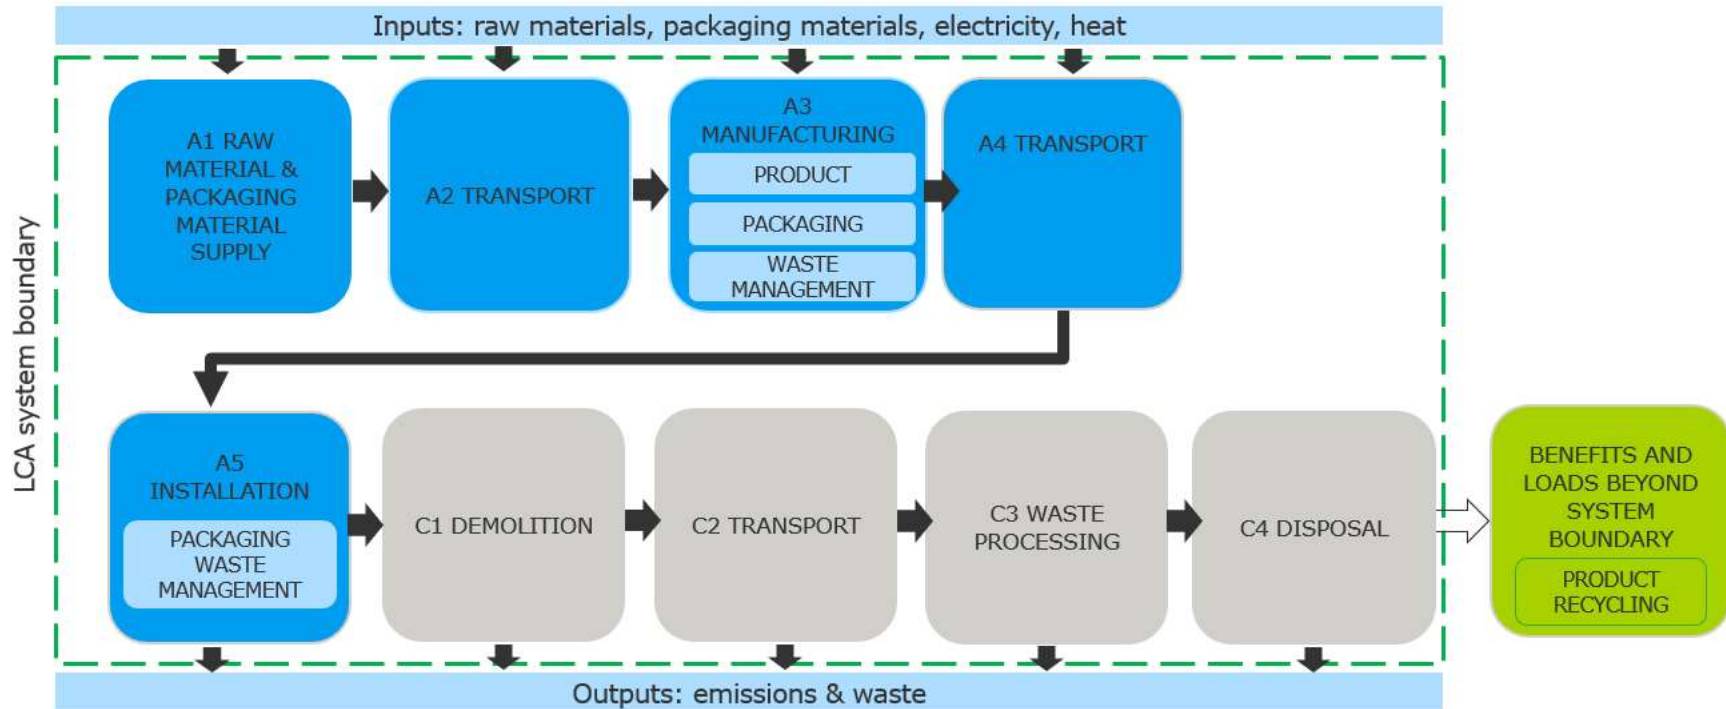 Inputs: raw materials, packaging materials, electricity, heat
LCA system boundary
A1 RAW
MATERIAL &
PACKAGING
MATERIAL
SUPPLY
A2 TRANSPORT
A3
MANUFACTURING
PRODUCT
PACKAGING
WASTE
MANAGEMENT
A4 TRANSPORT
A5
INSTALLATION
PACKAGING
WASTE
MANAGEMENT
C1 DEMOLITION
C2 TRANSPORT
C3 WASTE
PROCESSING
C4 DISPOSAL
BENEFITS AND
LOADS BEYOND
SYSTEM
BOUNDARY
PRODUCT
RECYCLING
Outputs: emissions & waste